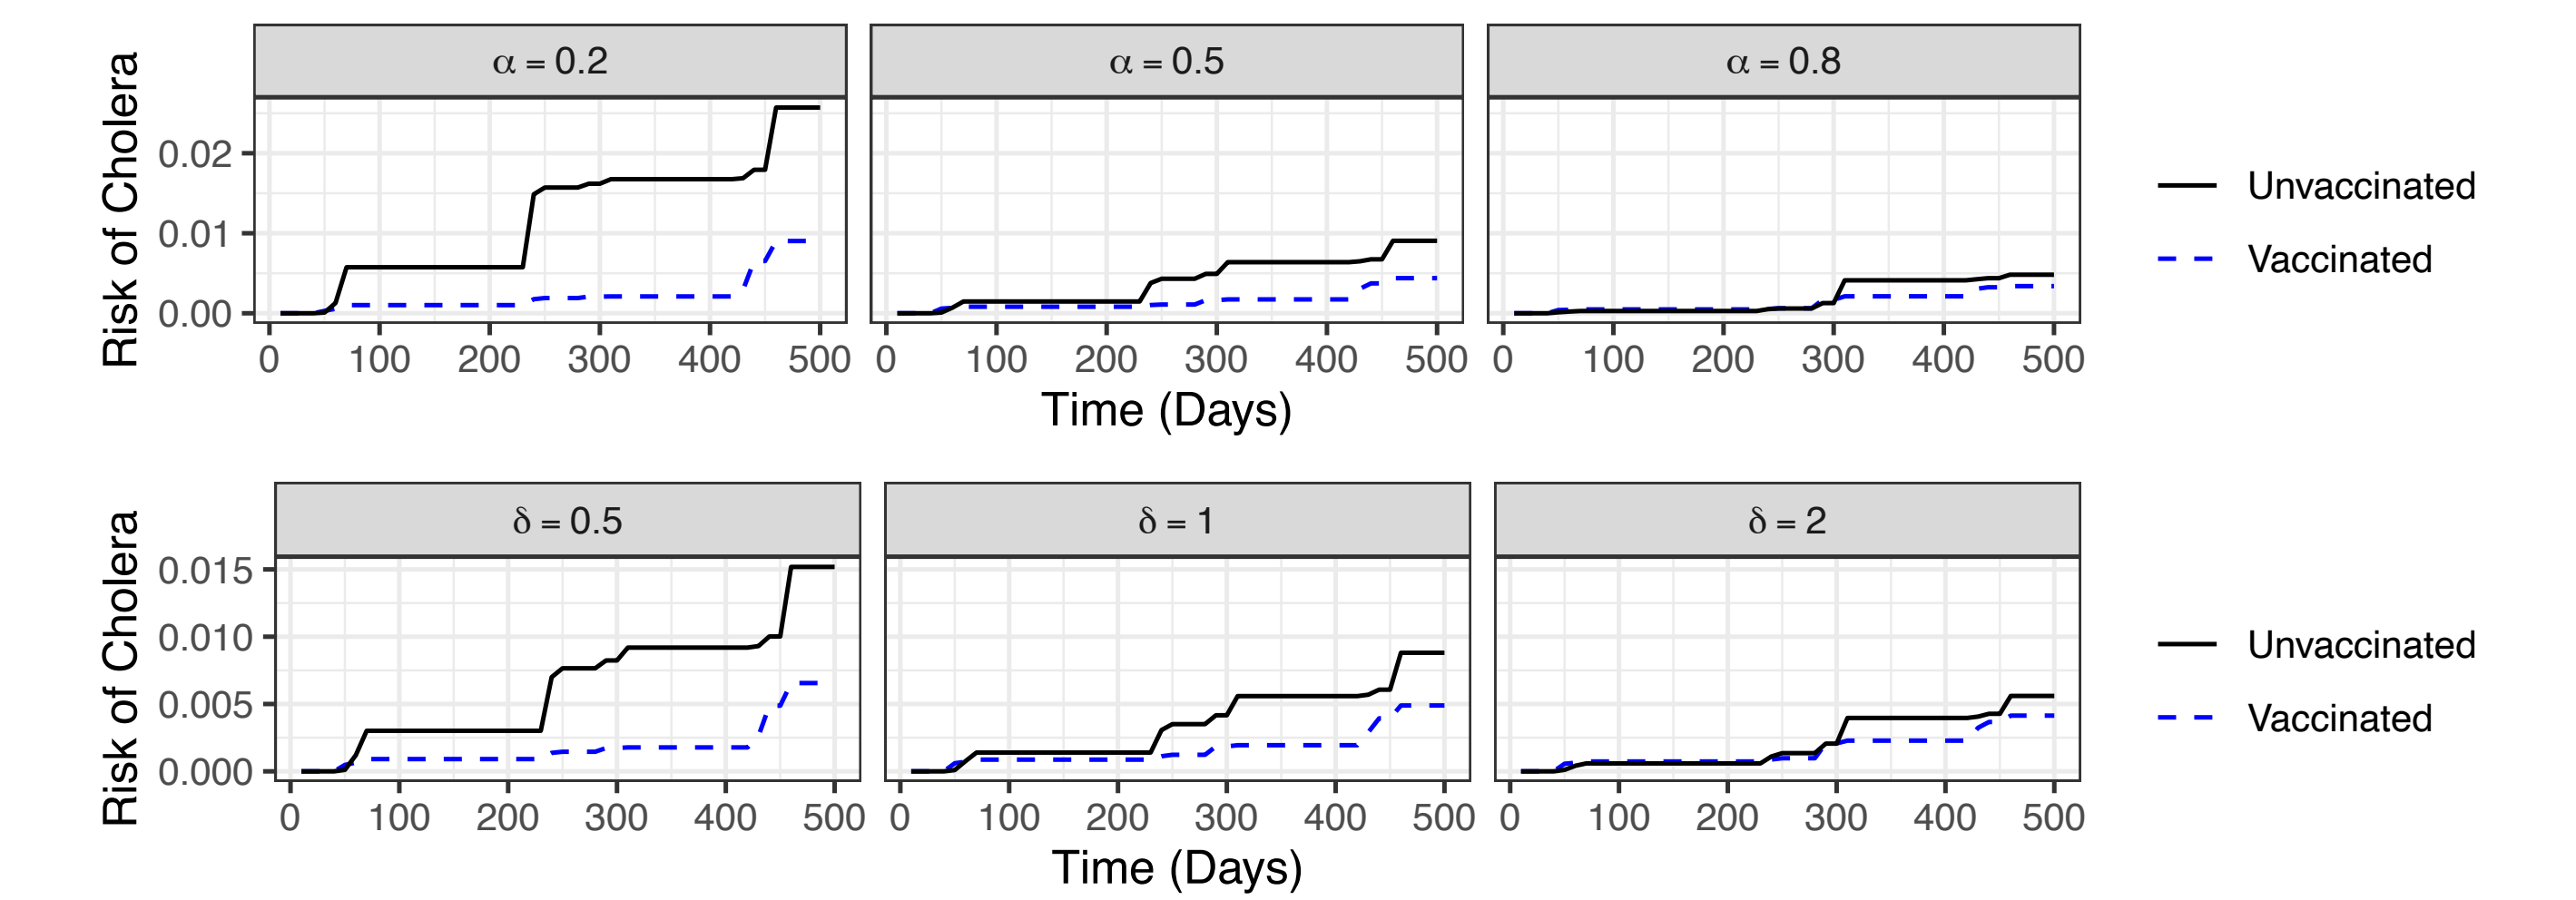 α = 0.2 α = 0.5 α = 0.8
Risk of Cholera
0.02
0.01
0.00
0 100 200 300 400 500 0 100 200 300 400 500 0 100 200 300 400 500
Time (Days)
Unvaccinated
Vaccinated
δ = 0.5 δ = 1 δ = 2
Risk of Cholera
0.015
0.010
0.005
0.000
0 100 200 300 400 500 0 100 200 300 400 500 0 100 200 300 400 500
Time (Days)
Unvaccinated
Vaccinated